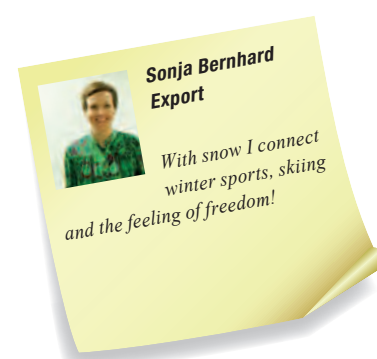 Sonja Bernhard
Export
With snow I connect
winter sports, skiing
and the feeling of freedom!